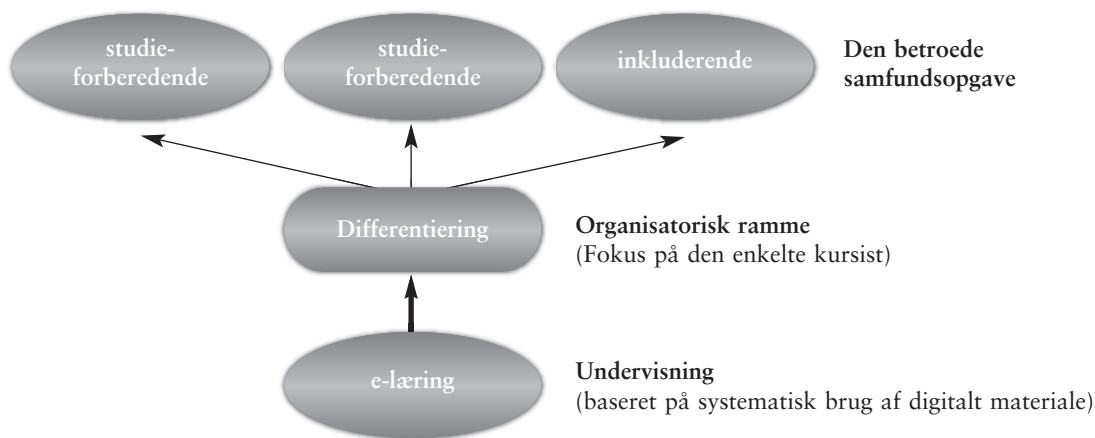 studie-
forberedende
studie-
forberedende
inkluderende
Den betroede
samfundsopgave
Differentiering
Organisatorisk ramme
(Fokus på den enkelte kursist)
e-læring
Undervisning
(baseret på systematisk brug af digitalt materiale)